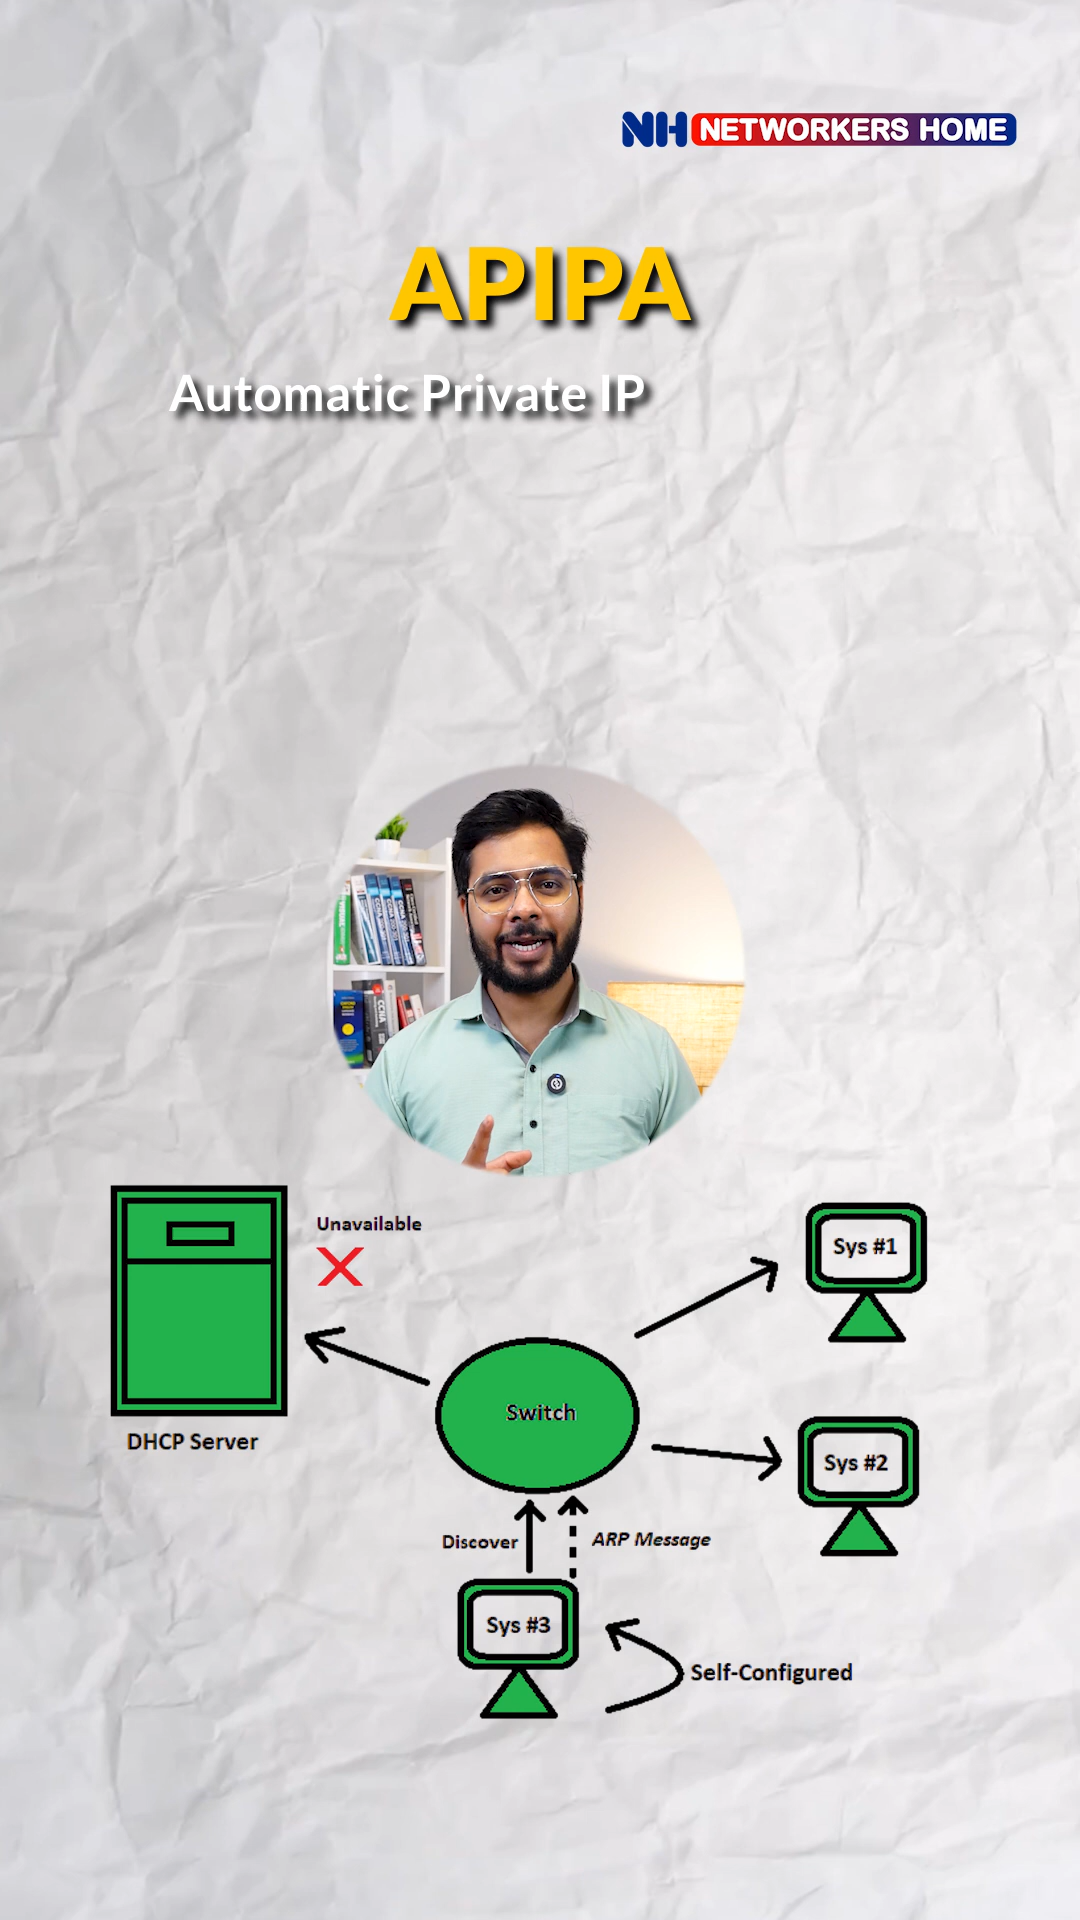 NH NETWORKERS HOME
APIPA
Automatic Private IP
CCNA
Unavailable
Sys #1
Switch
DHCP Server
Sys #2
Discover
ARP Message
Sys #3
Self-Configured